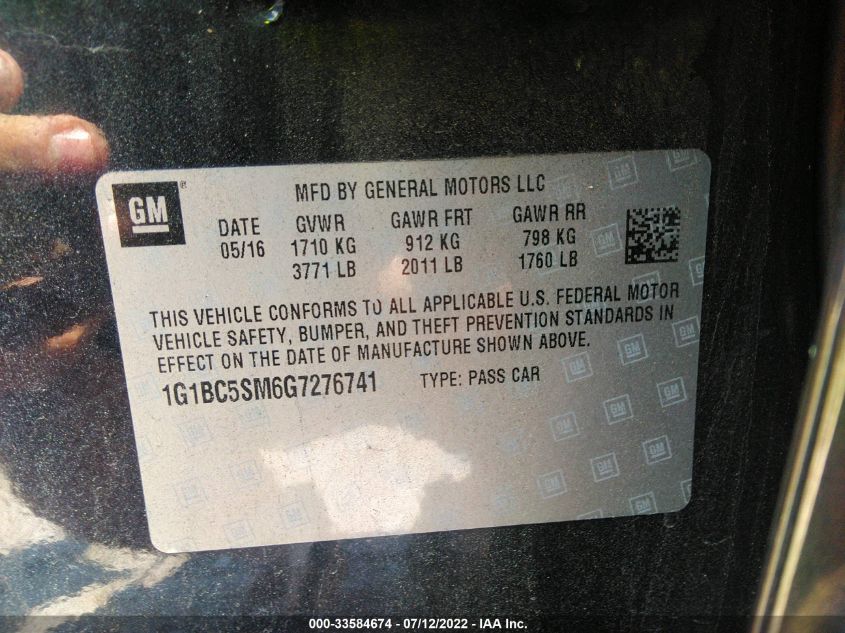 GM ®
MFD BY GENERAL MOTORS LLC
DATE GVWR GAWR FRT GAWR RR
05/16 1710 KG 912 KG 798 KG
3771 LB 2011 LB 1760 LB
THIS VEHICLE CONFORMS TO ALL APPLICABLE U.S. FEDERAL MOTOR
VEHICLE SAFETY, BUMPER, AND THEFT PREVENTION STANDARDS IN
EFFECT ON THE DATE OF MANUFACTURE SHOWN ABOVE.
1G1BC5SM6G7276741 TYPE: PASS CAR
000-33584674 - 07/12/2022 - IAA Inc.